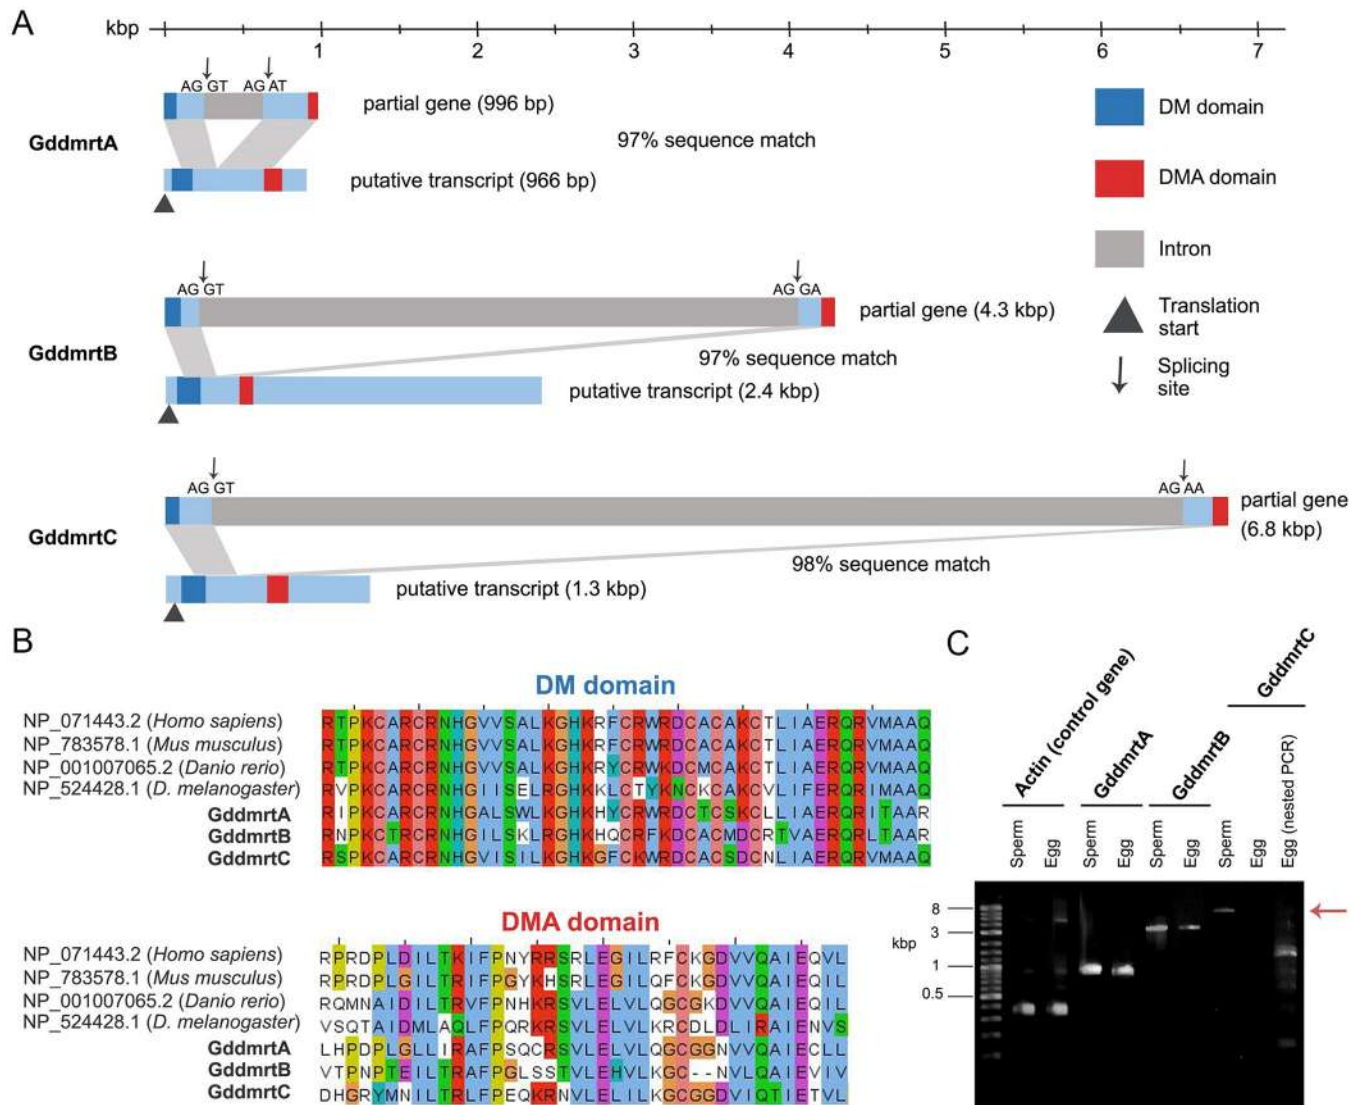 A
kbp
1 2 3 4 5 6 7
AG GT AG AT
partial gene (996 bp)
GddmrtA
97% sequence match
putative transcript (966 bp)
DM domain
DMA domain
Intron
Translation
start
Splicing
site
AG GT AG GA
partial gene (4.3 kbp)
GddmrtB
97% sequence match
putative transcript (2.4 kbp)
AG GT AG AA
partial gene
(6.8 kbp)
GddmrtC
98% sequence match
putative transcript (1.3 kbp)
B
DM domain
NP_071443.2 (Homo sapiens) RTPKCARCRNHGVVSALKGHKRFCRWRDCACAKCTLIAERQRVMAAQ
NP_783578.1 (Mus musculus) RTPKCARCRNHGVVSALKGHKRFCRWRDCACAKCTLIAERQRVMAAQ
NP_001007065.2 (Danio rerio) RTPKCARCRNHGVVSALKGHKRYCRWKDCMCAKCTLIAERQRVMAAQ
NP_524428.1 (D. melanogaster) RVPKCARCRNHGIISELRGHKKLCTYKNCKCAKCVLIFERQRIMAAQ
GddmrtA RIPKCARCRNHGALSWLKGHKHYCRWRDCTCSKCLLIAERQRITAAR
GddmrtB RNPKCTRCRNHGILSKLRGHKHQCRFKDCACMDCRTVAERQRLTAAR
GddmrtC RSPKCARCRNHGVISILKGHKGFCKWRDCACSDCNLIAERQRVMAAQ
DMA domain
NP_071443.2 (Homo sapiens) RPRDPLDILTKIFPNYRRSRLEGILRFCKGDVVQAIEQVL
NP_783578.1 (Mus musculus) RPRDPLGILTRIFPGYKHSRLEGILQFCKGDVVQAIEQIL
NP_001007065.2 (Danio rerio) RQMNAIDILTRVFPNHKRSVLELVLQGCGKDVVQAIEQIL
NP_524428.1 (D. melanogaster) VSQTAIDMLAQLFPQRKRSVLELVLKRCDLDLIRAIENVS
GddmrtA LHPDPLGLLIRAFPSQCRSVLELVLQGCGGNVVQAIECLL
GddmrtB VTPNPTEILTRAFPGLSSTVLEHVLKGC--NVLQAIEVIV
GddmrtC DHGRYMNILTRLFPEQKRNVLELILKGCGGDVIQTIETVL
C
Actin (control gene)
GddmrtA
GddmrtB
GddmrtC
Sperm Egg Sperm Egg Sperm Egg Sperm Egg Egg (nested PCR)
kbp
8
3
1
0.5